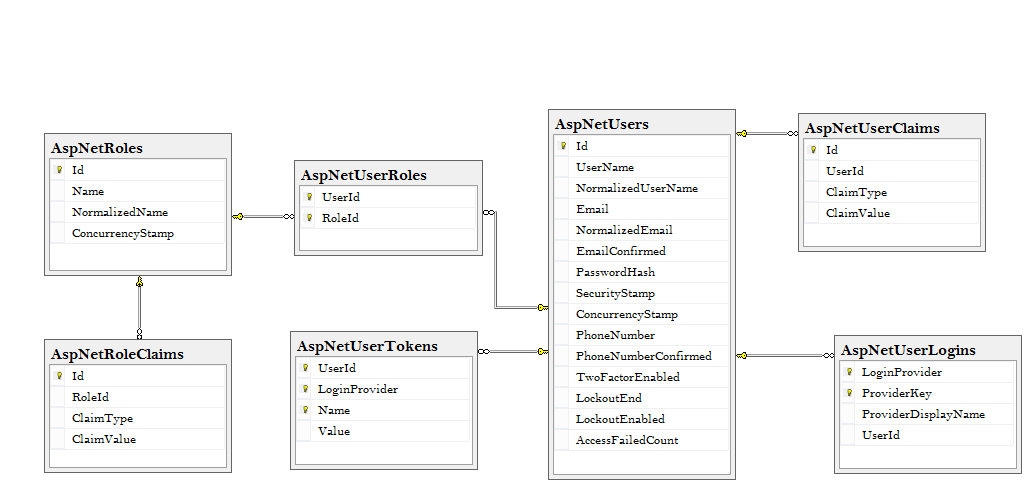 AspNetRoles
Id
Name
NormalizedName
ConcurrencyStamp
AspNetUserRoles
UserId
RoleId
AspNetUsers
Id
UserName
NormalizedUserName
Email
NormalizedEmail
EmailConfirmed
PasswordHash
SecurityStamp
ConcurrencyStamp
PhoneNumber
PhoneNumberConfirmed
TwoFactorEnabled
LockoutEnd
LockoutEnabled
AccessFailedCount
AspNetUserClaims
Id
UserId
ClaimType
ClaimValue
AspNetRoleClaims
Id
RoleId
ClaimType
ClaimValue
AspNetUserTokens
UserId
LoginProvider
Name
Value
AspNetUserLogins
LoginProvider
ProviderKey
ProviderDisplayName
UserId